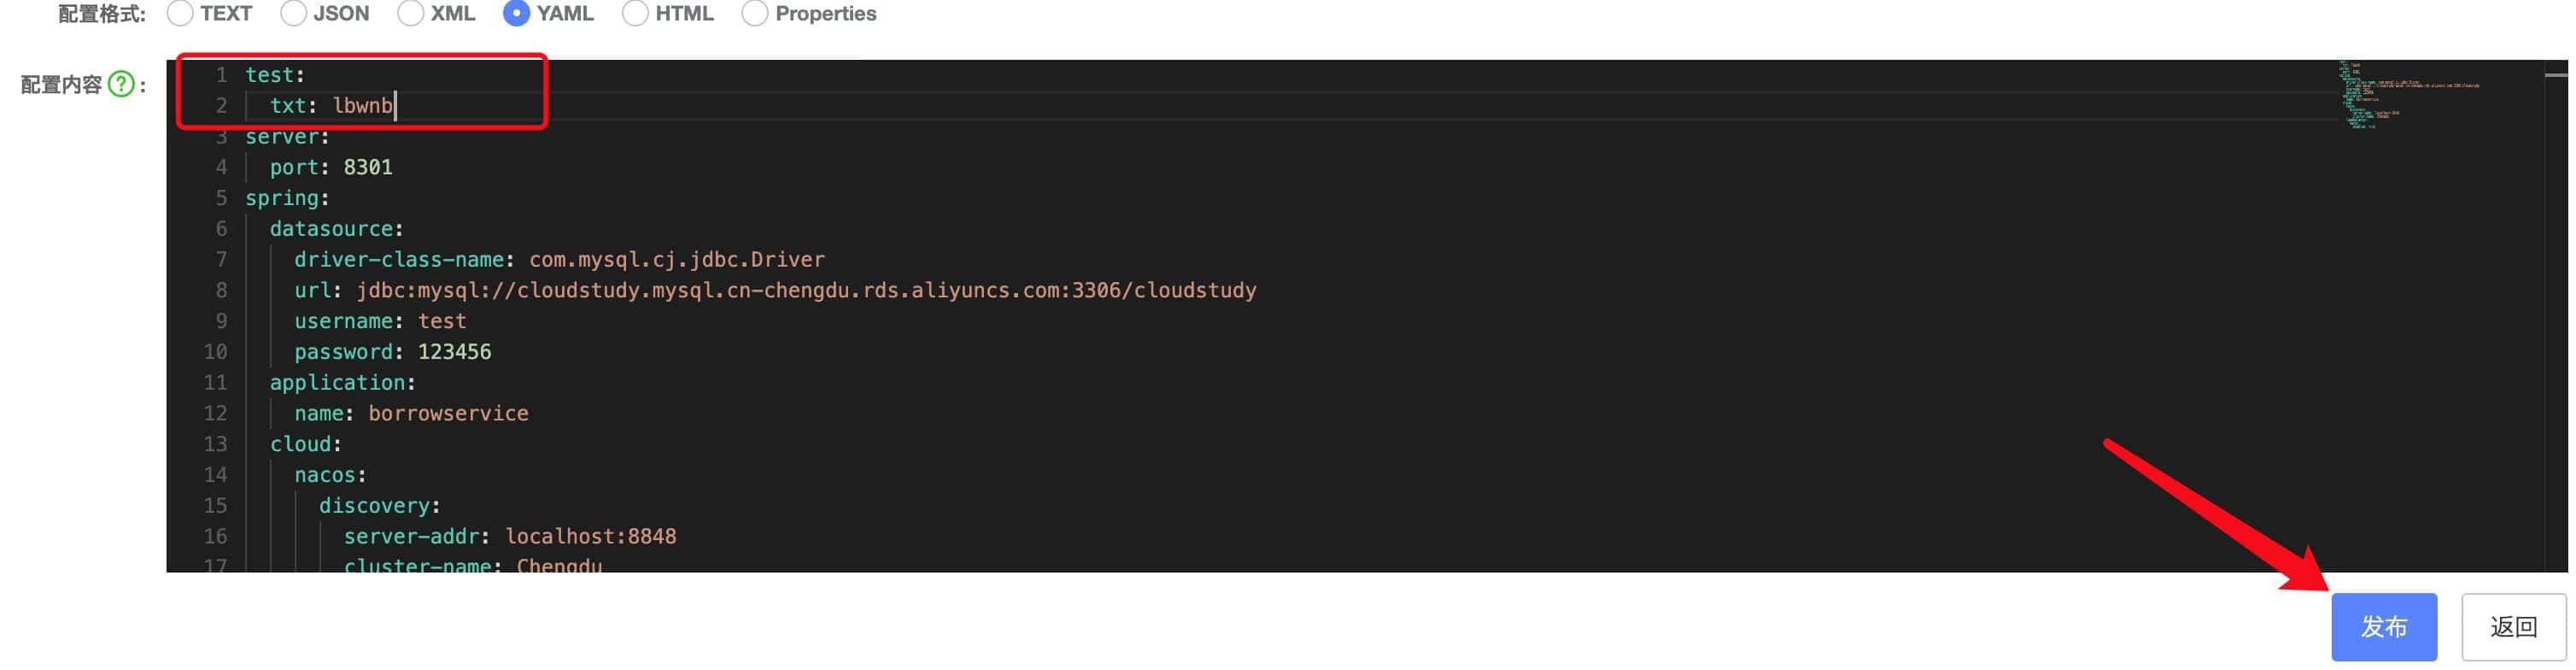 配置格式: TEXT JSON XML YAML HTML Properties
配置内容 ? :
1 test:
2 txt: lbwnb
3 server:
4 port: 8301
5 spring:
6 datasource:
7 driver-class-name: com.mysql.cj.jdbc.Driver
8 url: jdbc:mysql://cloudstudy.mysql.cn-chengdu.rds.aliyuncs.com:3306/cloudstudy
9 username: test
10 password: 123456
11 application:
12 name: borrowservice
13 cloud:
14 nacos:
15 discovery:
16 server-addr: localhost:8848
17 cluster-name: Chengdu
发布 返回